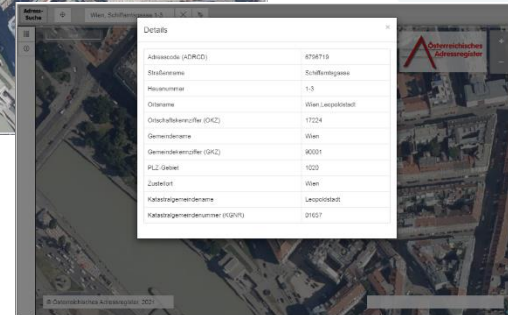 Adress-
Suche
Wien, Schiffamtsgasse 1-3
Details
×
Österreichisches
Adressregister
Adresscode (ADRCD) 6796719
Straßenname Schiffamtsgasse
Hausnummer 1-3
Ortsname Wien,Leopoldstadt
Ortschaftskennziffer (OKZ) 17224
Gemeindename Wien
Gemeindekennziffer (GKZ) 90001
PLZ-Gebiet 1020
Zustellort Wien
Katastralgemeindename Leopoldstadt
Katastralgemeindenummer (KGNR) 01657
© Österreichisches Adressregister, 2021